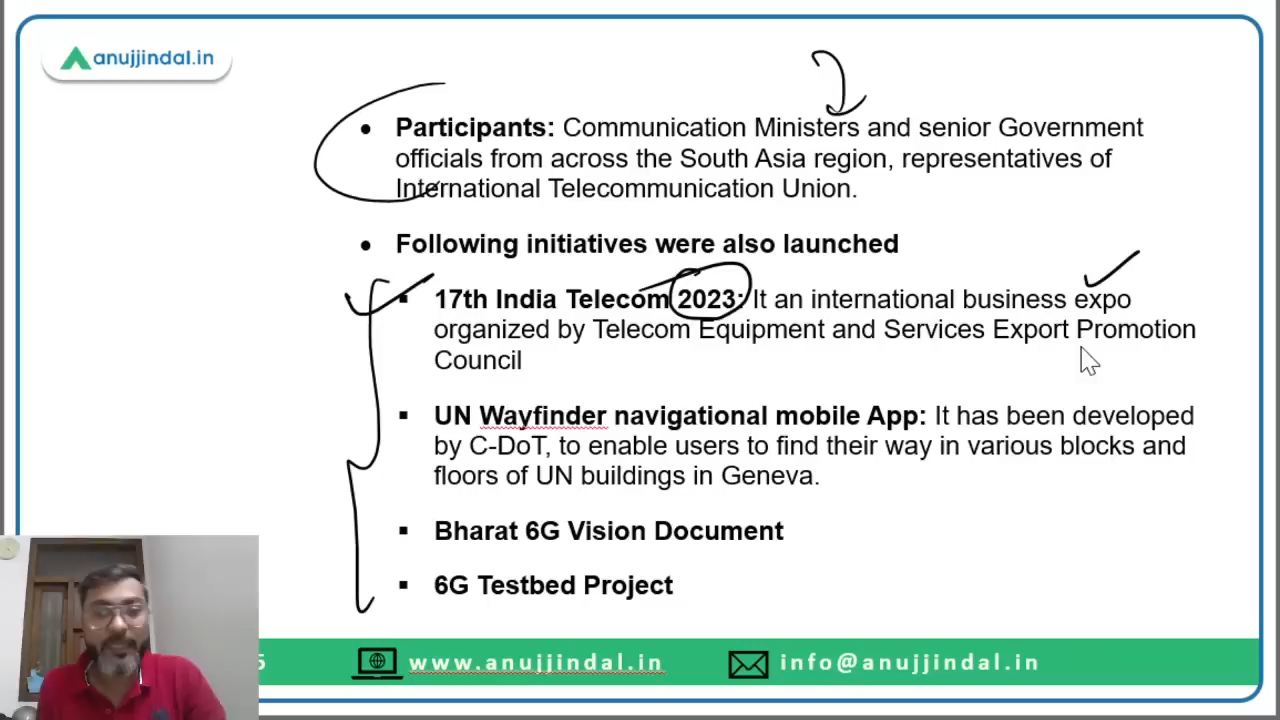 anujjindal.in
• Participants: Communication Ministers and senior Government
officials from across the South Asia region, representatives of
International Telecommunication Union.
• Following initiatives were also launched
▪ 17th India Telecom 2023: It an international business expo
organized by Telecom Equipment and Services Export Promotion
Council
▪ UN Wayfinder navigational mobile App: It has been developed
by C-DoT, to enable users to find their way in various blocks and
floors of UN buildings in Geneva.
▪ Bharat 6G Vision Document
▪ 6G Testbed Project
5 www.anujjindal.in info@anujjindal.in